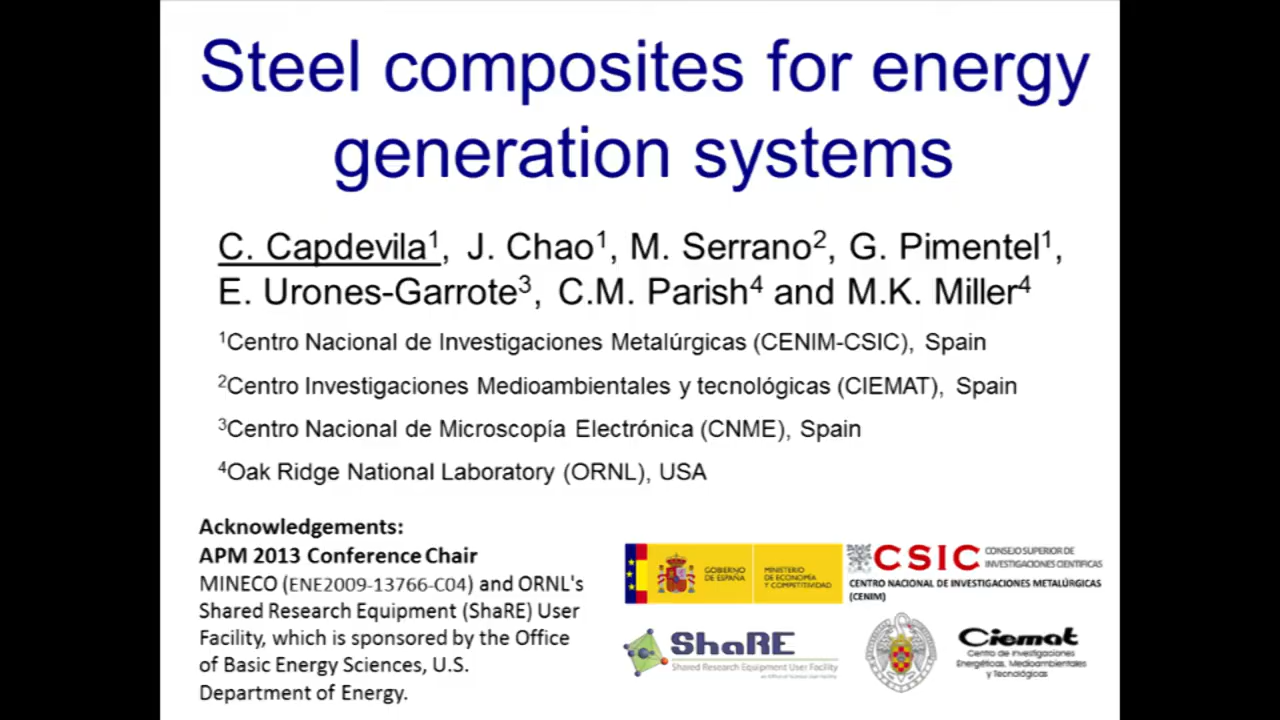 Steel composites for energy
generation systems
C. Capdevila¹, J. Chao¹, M. Serrano², G. Pimentel¹,
E. Urones-Garrote³, C.M. Parish⁴ and M.K. Miller⁴
¹Centro Nacional de Investigaciones Metalúrgicas (CENIM-CSIC), Spain
²Centro Investigaciones Medioambientales y tecnológicas (CIEMAT), Spain
³Centro Nacional de Microscopía Electrónica (CNME), Spain
⁴Oak Ridge National Laboratory (ORNL), USA
Acknowledgements:
APM 2013 Conference Chair
MINECO (ENE2009-13766-C04) and ORNL's
Shared Research Equipment (ShaRE) User
Facility, which is sponsored by the Office
of Basic Energy Sciences, U.S.
Department of Energy.
GOBIERNO
DE ESPAÑA
MINISTERIO
DE ECONOMÍA
Y COMPETITIVIDAD
CSIC
CONSEJO SUPERIOR DE
INVESTIGACIONES CIENTIFICAS
CENTRO NACIONAL DE INVESTIGACIONES METALÚRGICAS
(CENIM)
ShaRE
Shared Research Equipment User Facility
Ciemat
Centro de Investigaciones
Energéticas, Medioambientales
y Tecnológicas